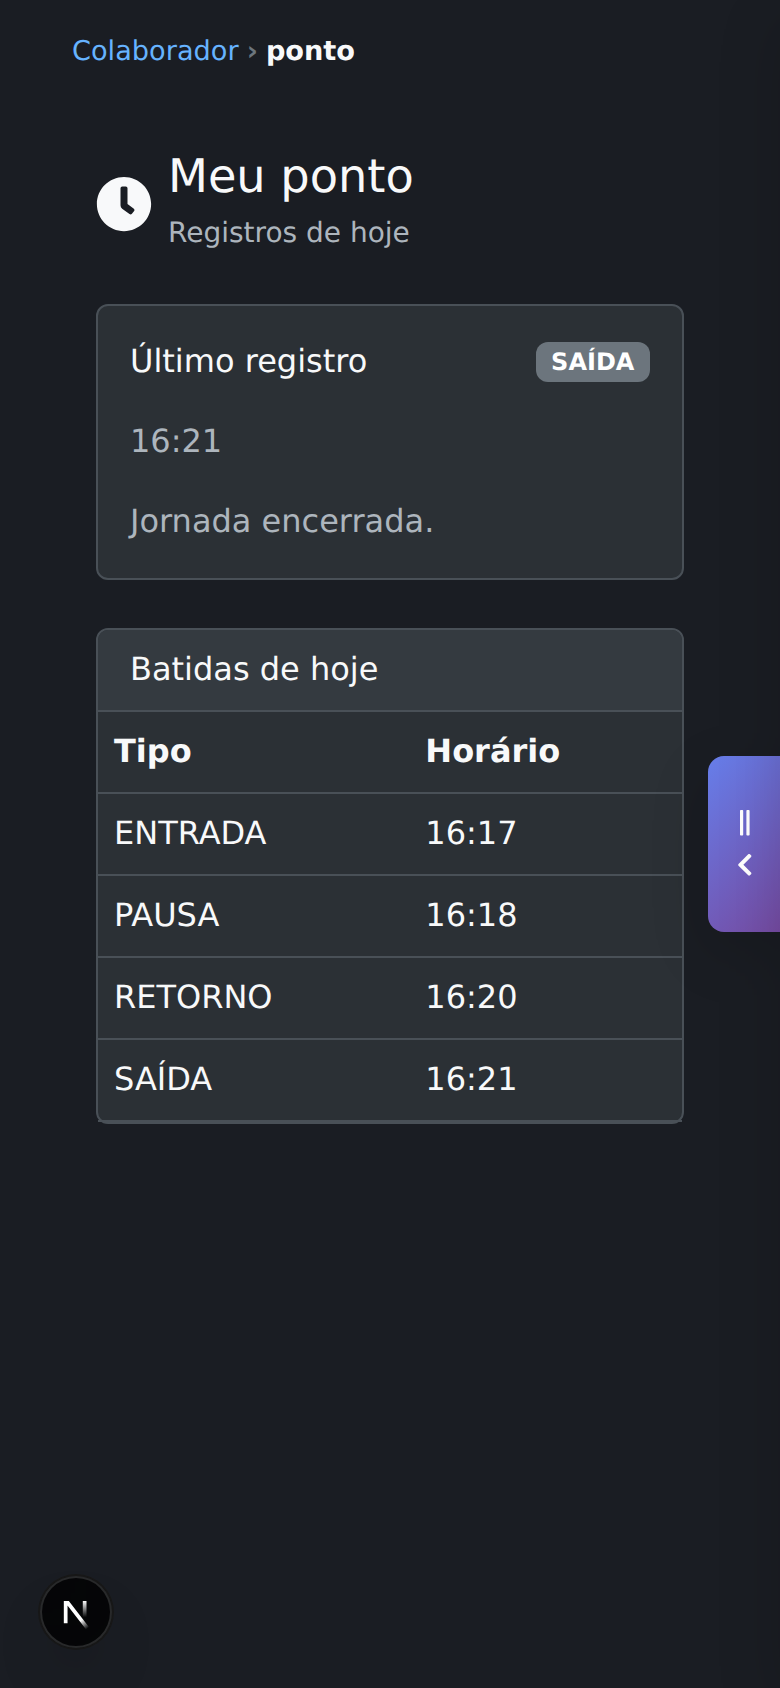 Colaborador › ponto
Meu ponto
Registros de hoje
Último registro SAÍDA
16:21
Jornada encerrada.
Batidas de hoje
Tipo Horário
ENTRADA 16:17
PAUSA 16:18
RETORNO 16:20
SAÍDA 16:21
N